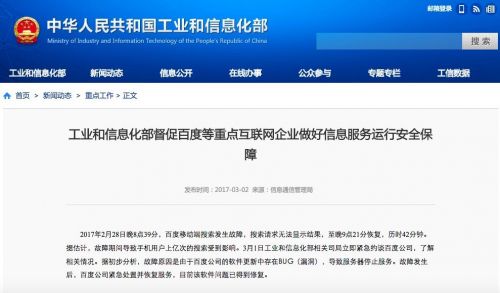 邮箱登录
中华人民共和国工业和信息化部
Ministry of Industry and Information Technology of the People's Republic of China
搜 索
工业和信息化部 新闻动态 信息公开 在线办事 公众参与 专题专栏 工信数据
首页 > 新闻动态 > 重点工作 > 正文
工业和信息化部督促百度等重点互联网企业做好信息服务运行安全保
障
发布时间：2017-03-02 来源：信息通信管理局
2017年2月28日晚8点39分，百度移动端搜索发生故障，搜索请求无法显示结果，至晚9点21分恢复，历时42分钟。
据估计，故障期间导致手机用户上亿次的搜索受到影响。3月1日工业和信息化部相关司局立即紧急约谈百度公司，了解
相关情况。据初步分析，故障原因是由于百度公司的软件更新中存在BUG（漏洞），导致服务器停止服务。故障发生
后，百度公司紧急处置并恢复服务，目前该软件问题已得到修复。